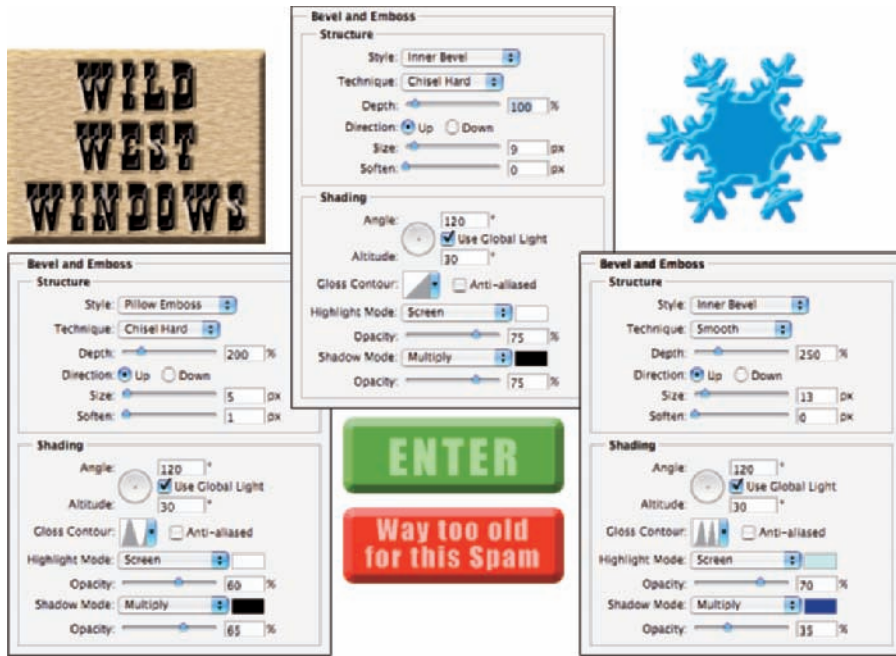 WILD
WEST
WINDOWS
Bevel and Emboss
Structure
Style: Inner Bevel
Technique: Chisel Hard
Depth: 100 %
Direction: Up Down
Size: 9 px
Soften: 0 px
Shading
Angle: 120 °
Use Global Light
Altitude: 30 °
Gloss Contour: Anti-aliased
Highlight Mode: Screen
Opacity: 75 %
Shadow Mode: Multiply
Opacity: 75 %
Bevel and Emboss
Structure
Style: Pillow Emboss
Technique: Chisel Hard
Depth: 200 %
Direction: Up Down
Size: 5 px
Soften: 1 px
Shading
Angle: 120 °
Use Global Light
Altitude: 30 °
Gloss Contour: Anti-aliased
Highlight Mode: Screen
Opacity: 60 %
Shadow Mode: Multiply
Opacity: 65 %
ENTER
Way too old
for this Spam
Bevel and Emboss
Structure
Style: Inner Bevel
Technique: Smooth
Depth: 250 %
Direction: Up Down
Size: 13 px
Soften: 0 px
Shading
Angle: 120 °
Use Global Light
Altitude: 30 °
Gloss Contour: Anti-aliased
Highlight Mode: Screen
Opacity: 70 %
Shadow Mode: Multiply
Opacity: 35 %